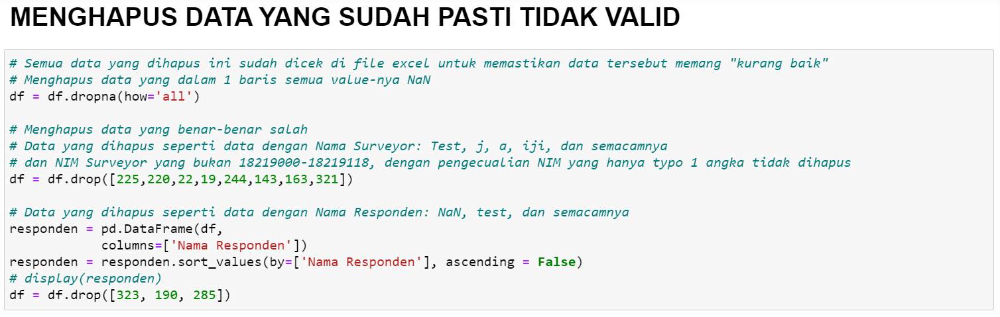 MENGHAPUS DATA YANG SUDAH PASTI TIDAK VALID
# Semua data yang dihapus ini sudah dicek di file excel untuk memastikan data tersebut memang "kurang baik"
# Menghapus data yang dalam 1 baris semua value-nya NaN
df = df.dropna(how='all')
# Menghapus data yang benar-benar salah
# Data yang dihapus seperti data dengan Nama Surveyor: Test, j, a, iji, dan semacamnya
# dan NIM Surveyor yang bukan 18219000-18219118, dengan pengecualian NIM yang hanya typo 1 angka tidak dihapus
df = df.drop([225,220,22,19,244,143,163,321])
# Data yang dihapus seperti data dengan Nama Responden: NaN, test, dan semacamnya
responden = pd.DataFrame(df,
            columns=['Nama Responden'])
responden = responden.sort_values(by=['Nama Responden'], ascending = False)
# display(responden)
df = df.drop([323, 190, 285])